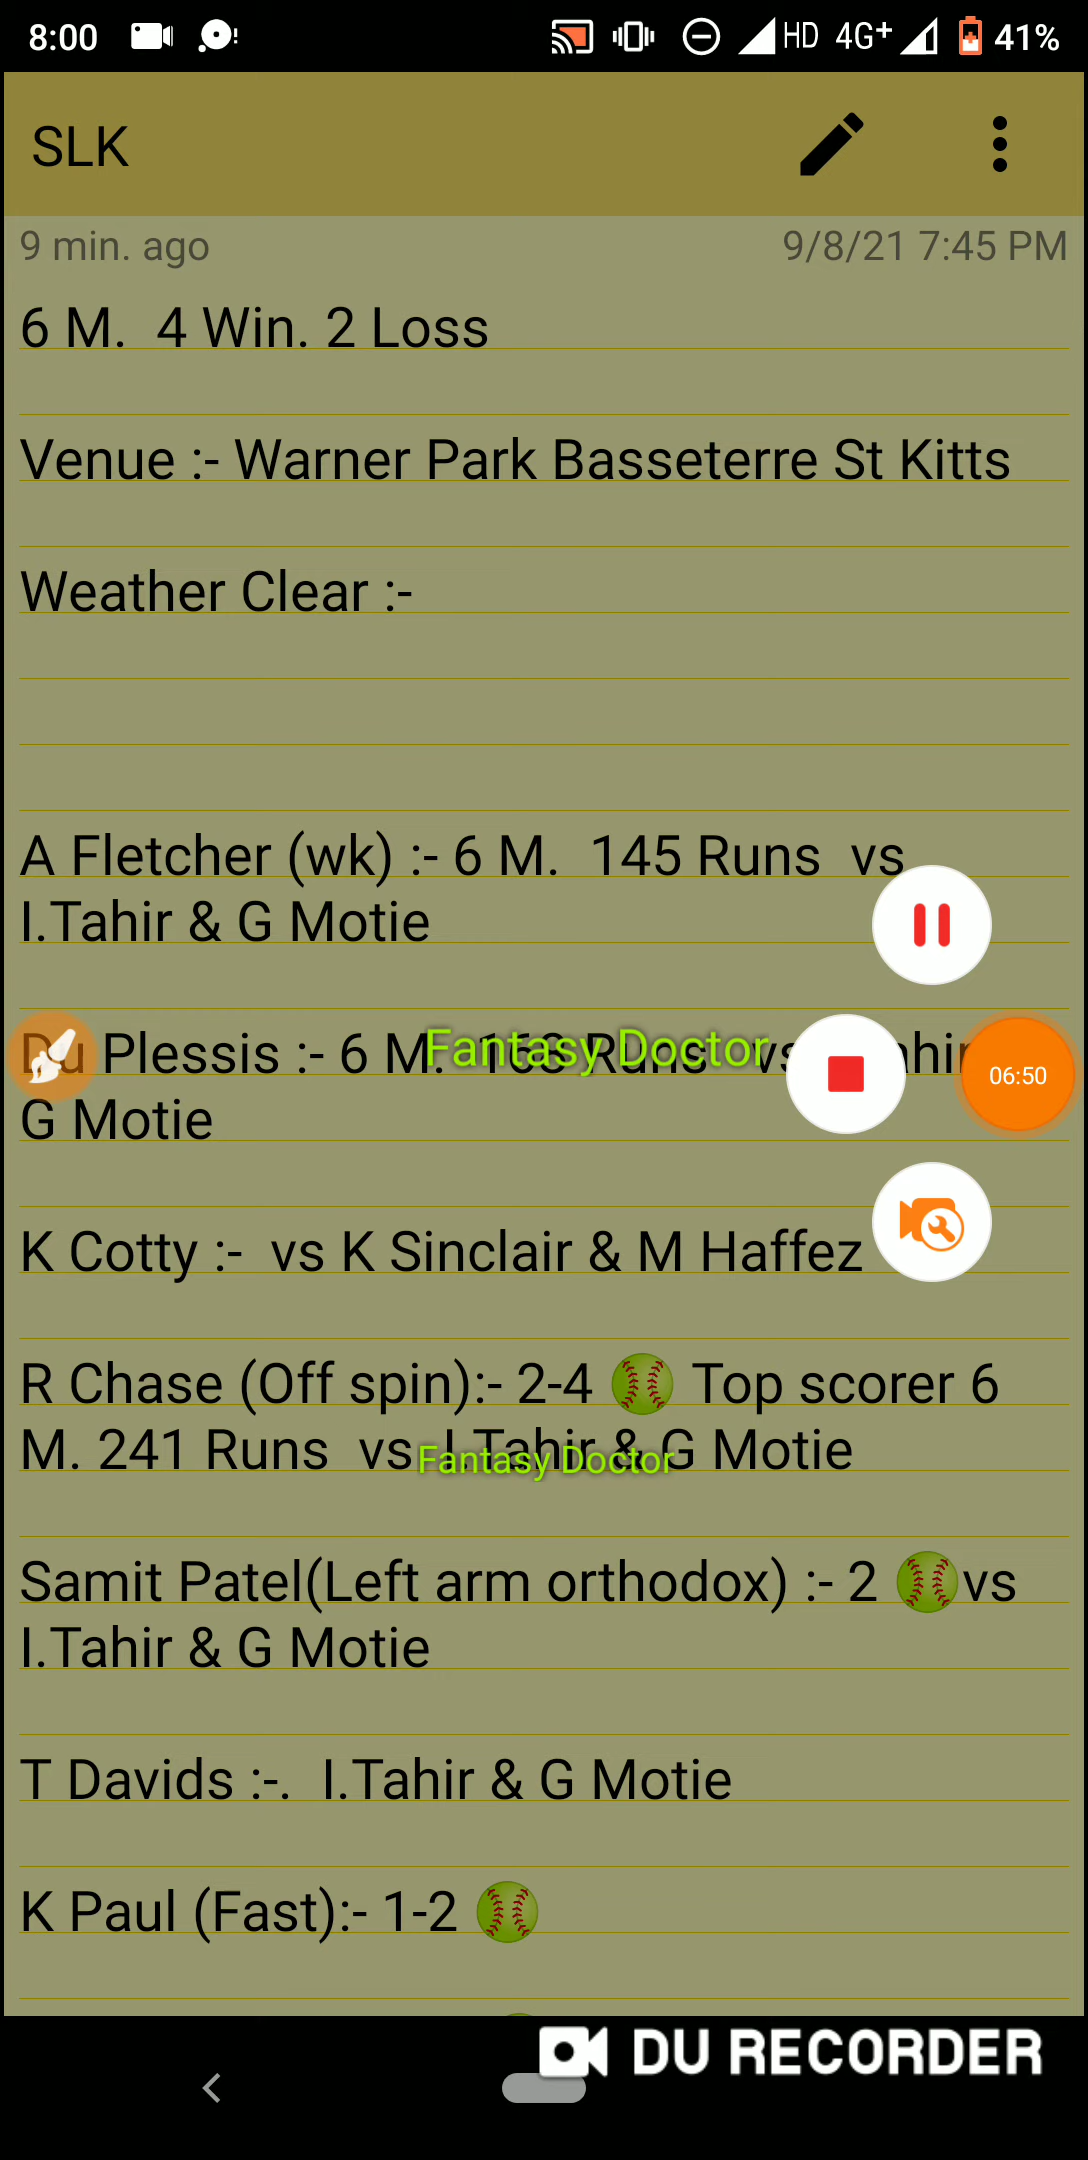 8:00 HD 4G+ 41%
SLK
9 min. ago 9/8/21 7:45 PM
6 M. 4 Win. 2 Loss
Venue :- Warner Park Basseterre St Kitts
Weather Clear :-
A Fletcher (wk) :- 6 M. 145 Runs vs
I.Tahir & G Motie
Du Plessis :- 6 M. Runs vs
Fantasy Doctor
06:50
G Motie
K Cotty :- vs K Sinclair & M Haffez
R Chase (Off spin):- 2-4 🥎 Top scorer 6
M. 241 Runs vs I.Tahir & G Motie
Fantasy Doctor
Samit Patel(Left arm orthodox) :- 2 🥎vs
I.Tahir & G Motie
T Davids :-. I.Tahir & G Motie
K Paul (Fast):- 1-2 🥎
DU RECORDER